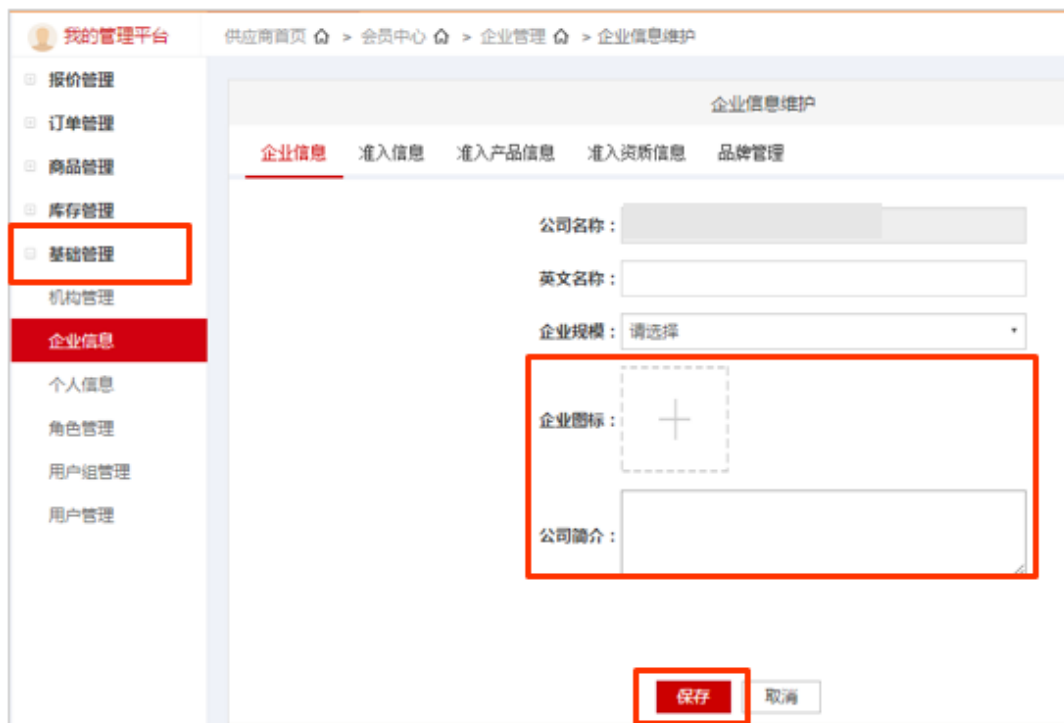 我的管理平台
供应商首页 > 会员中心 > 企业管理 > 企业信息维护
报价管理
订单管理
商品管理
库存管理
基础管理
机构管理
企业信息
个人信息
角色管理
用户组管理
用户管理
企业信息维护
企业信息 准入信息 准入产品信息 准入资质信息 品牌管理
公司名称：
英文名称：
企业规模： 请选择
企业图标：
公司简介：
保存 取消